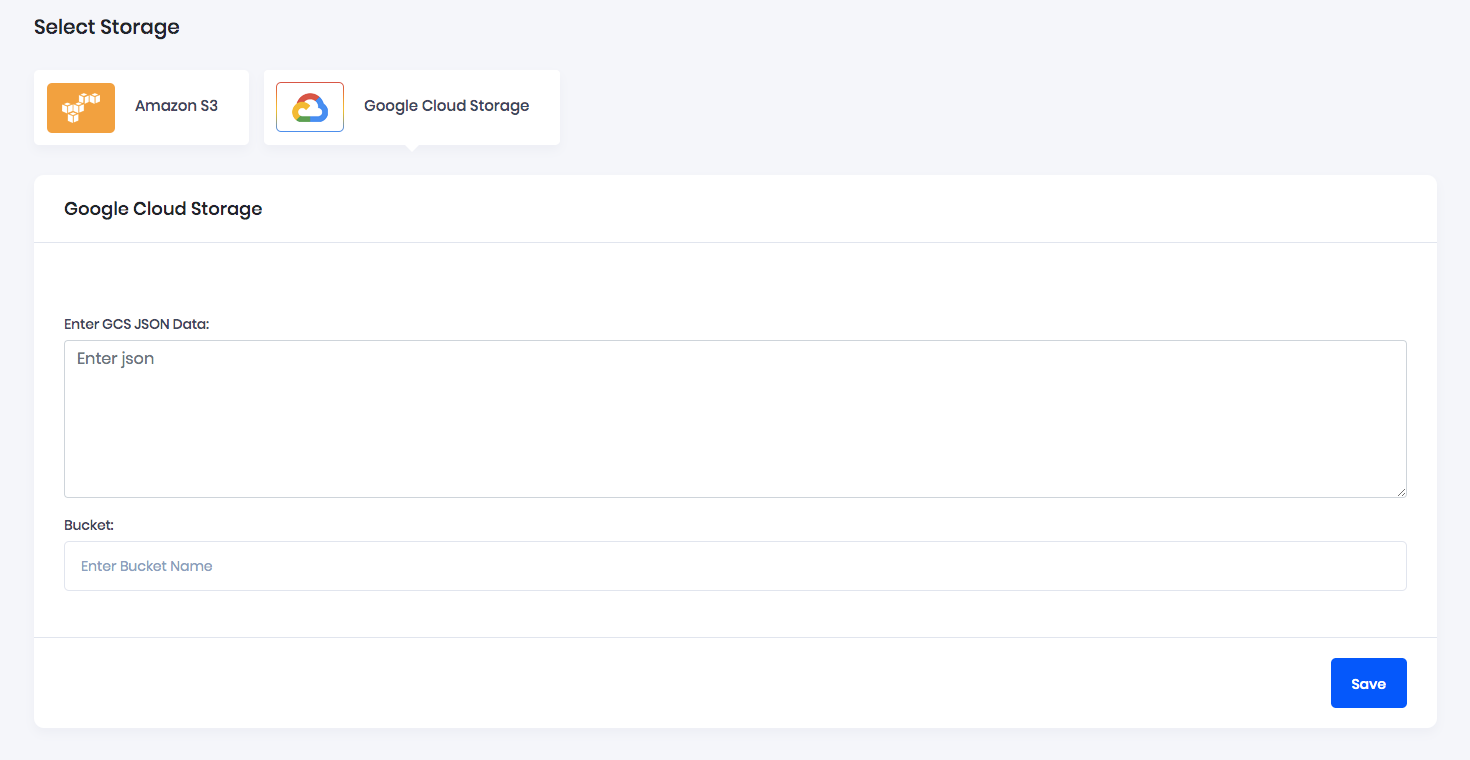 Select Storage
Amazon S3
Google Cloud Storage
Google Cloud Storage
Enter GCS JSON Data:
Enter json
Bucket:
Enter Bucket Name
Save